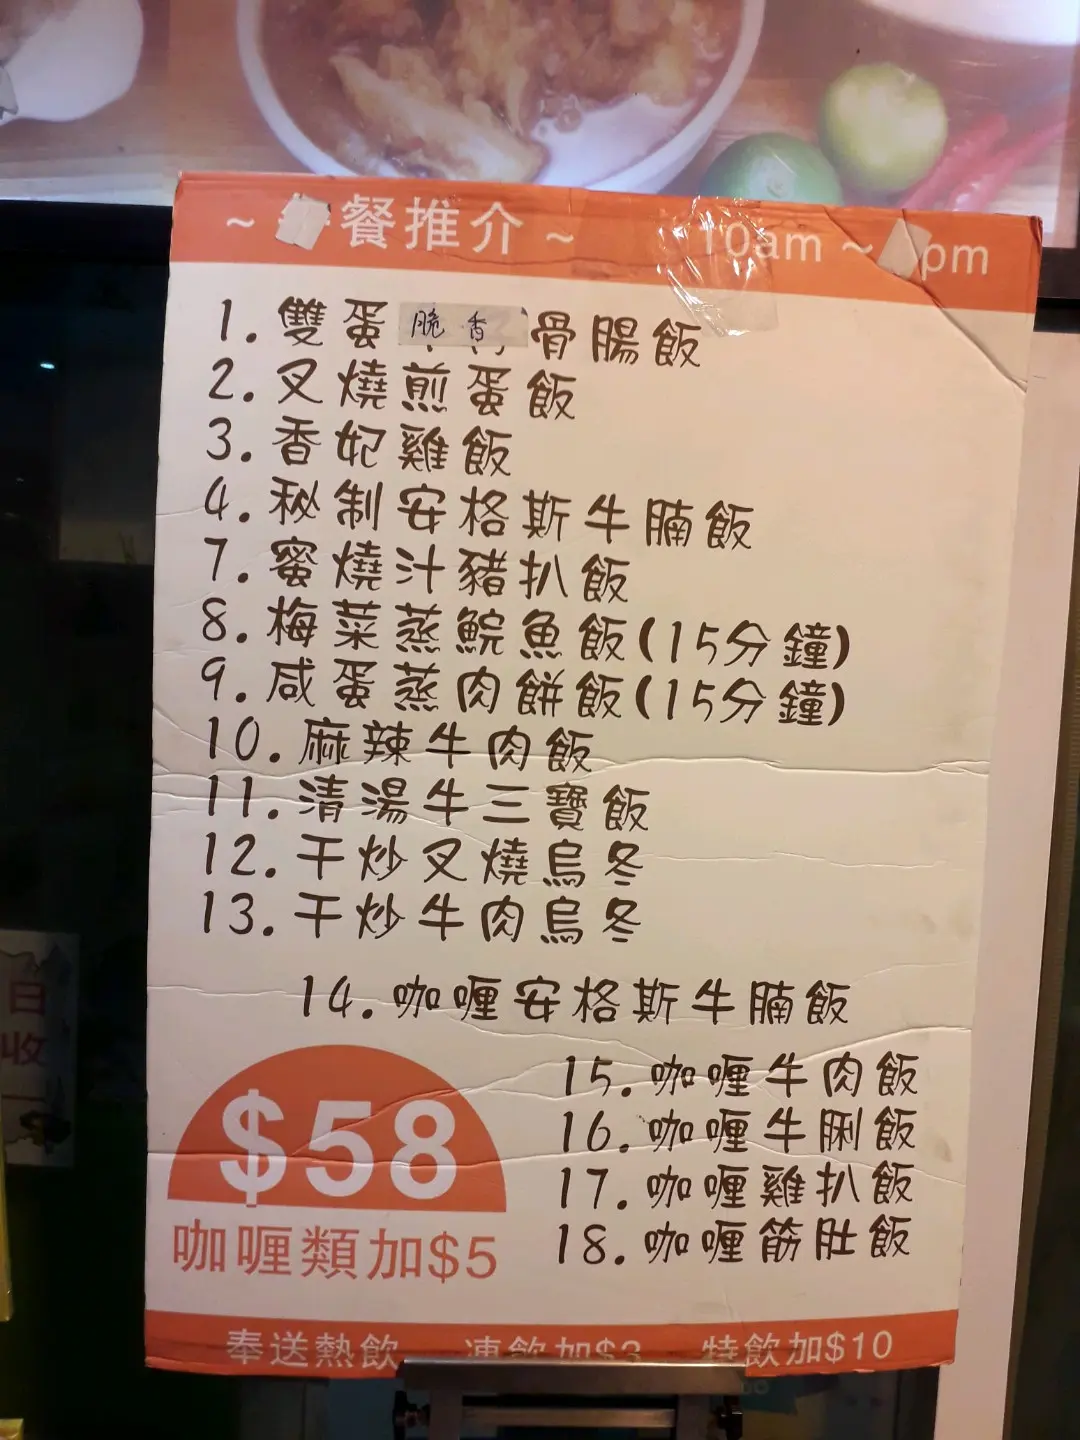 ~ 餐推介 ~ 10am ~ pm
1. 雙蛋脆香骨腸飯
2. 叉燒煎蛋飯
3. 香妃雞飯
4. 秘制安格斯牛腩飯
7. 蜜燒汁豬扒飯
8. 梅菜蒸鯇魚飯(15分鐘)
9. 咸蛋蒸肉餅飯(15分鐘)
10. 麻辣牛肉飯
11. 清湯牛三寶飯
12. 干炒叉燒烏冬
13. 干炒牛肉烏冬
14. 咖喱安格斯牛腩飯
15. 咖喱牛肉飯
16. 咖喱牛脷飯
17. 咖喱雞扒飯
18. 咖喱筋肚飯
$58
咖喱類加$5
奉送熱飲 凍飲加$3 特飲加$10
日
收